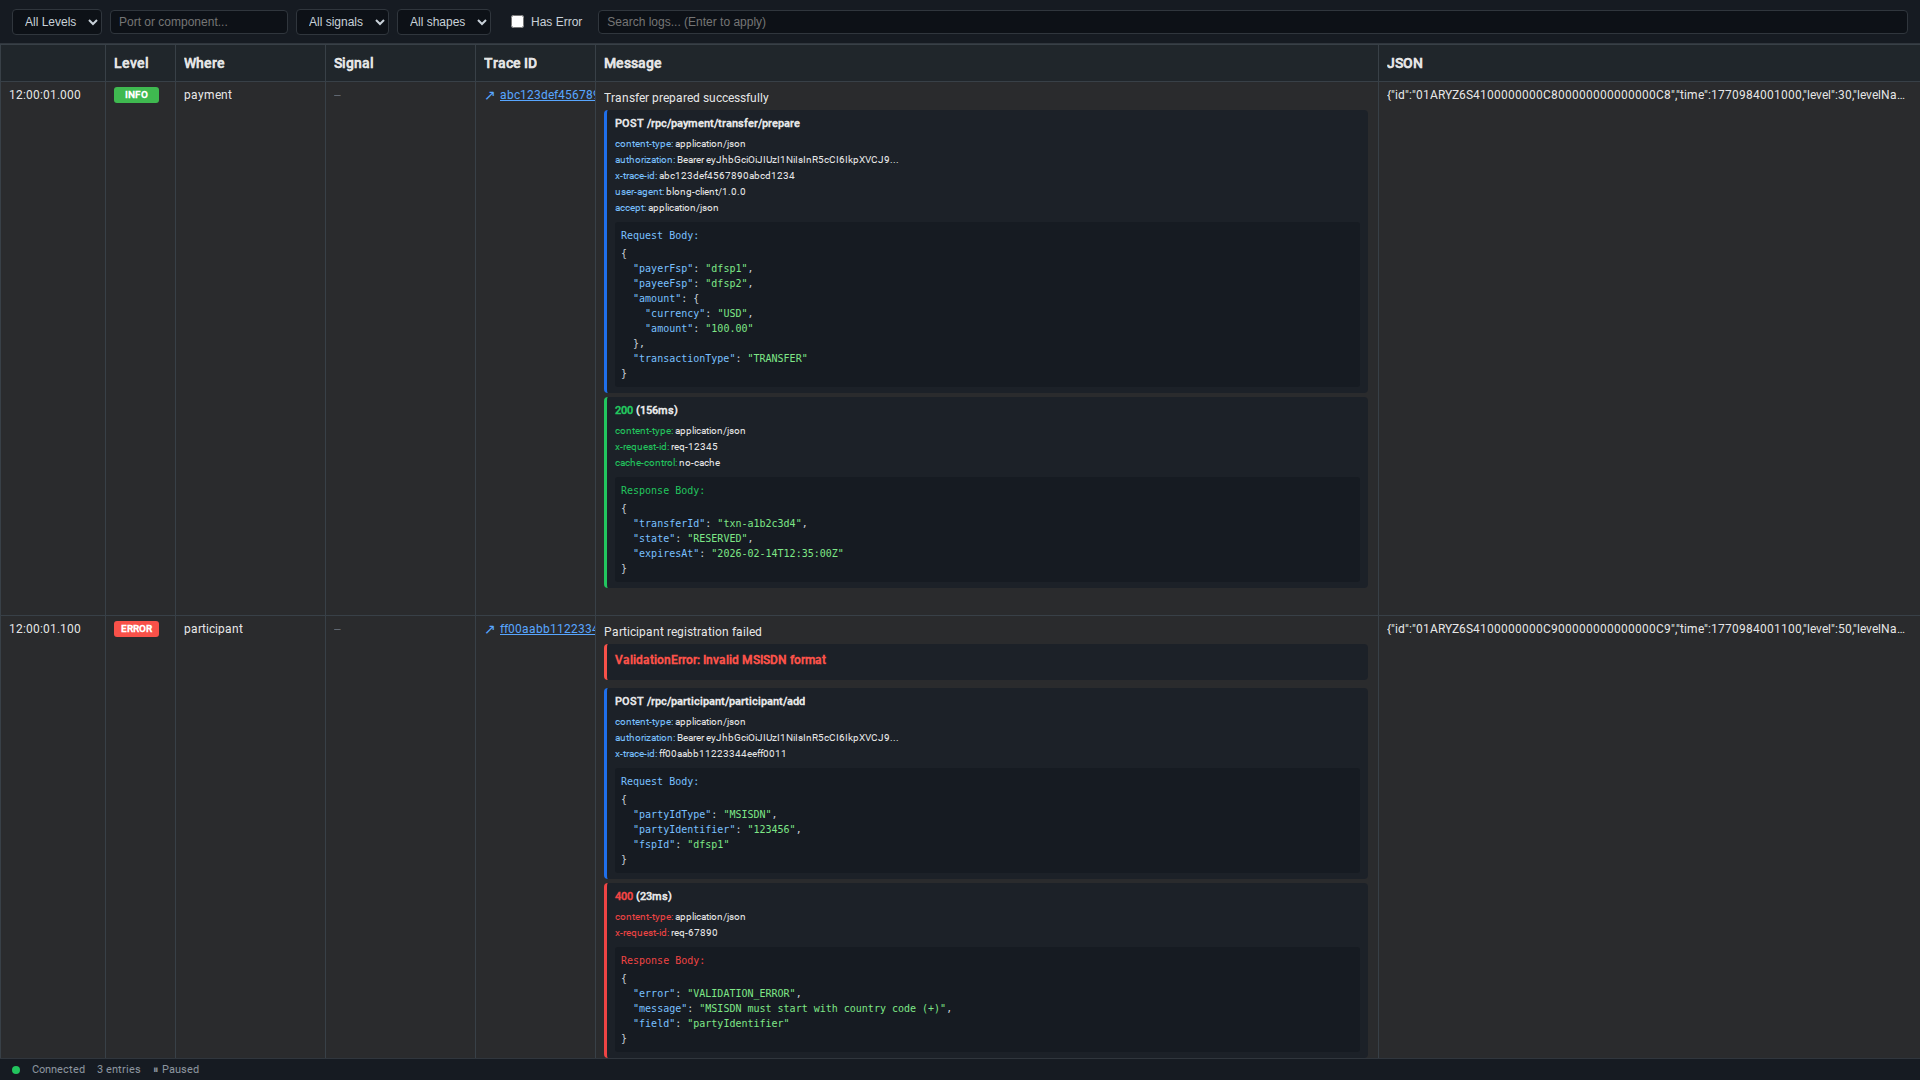 All Levels Port or component... All signals All shapes Has Error Search logs... (Enter to apply)
Level Where Signal Trace ID Message JSON
12:00:01.000 INFO payment – ↗ abc123def45678 {"id":"01ARYZ6S4100000000C800000000000000C8","time":1770984001000,"level":30,"levelNa...
Transfer prepared successfully
POST /rpc/payment/transfer/prepare
content-type: application/json
authorization: Bearer eyJhbGciOiJIUzI1NiIsInR5cCI6IkpXVCJ9...
x-trace-id: abc123def4567890abcd1234
user-agent: blong-client/1.0.0
accept: application/json
Request Body:
{
"payerFsp": "dfsp1",
"payeeFsp": "dfsp2",
"amount": {
"currency": "USD",
"amount": "100.00"
},
"transactionType": "TRANSFER"
}
200 (156ms)
content-type: application/json
x-request-id: req-12345
cache-control: no-cache
Response Body:
{
"transferId": "txn-a1b2c3d4",
"state": "RESERVED",
"expiresAt": "2026-02-14T12:35:00Z"
}
12:00:01.100 ERROR participant – ↗ ff00aabb1122334 {"id":"01ARYZ6S4100000000C900000000000000C9","time":1770984001100,"level":50,"levelNa...
Participant registration failed
ValidationError: Invalid MSISDN format
POST /rpc/participant/participant/add
content-type: application/json
authorization: Bearer eyJhbGciOiJIUzI1NiIsInR5cCI6IkpXVCJ9...
x-trace-id: ff00aabb11223344eeff0011
Request Body:
{
"partyIdType": "MSISDN",
"partyIdentifier": "123456",
"fspId": "dfsp1"
}
400 (23ms)
content-type: application/json
x-request-id: req-67890
Response Body:
{
"error": "VALIDATION_ERROR",
"message": "MSISDN must start with country code (+)",
"field": "partyIdentifier"
}
Connected 3 entries ⏸ Paused